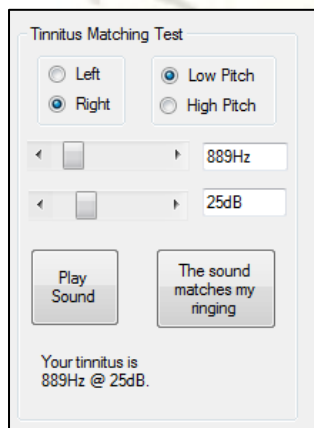 Tinnitus Matching Test
Left
Low Pitch
Right
High Pitch
889Hz
25dB
Play
Sound
The sound
matches my
ringing
Your tinnitus is
889Hz @ 25dB.